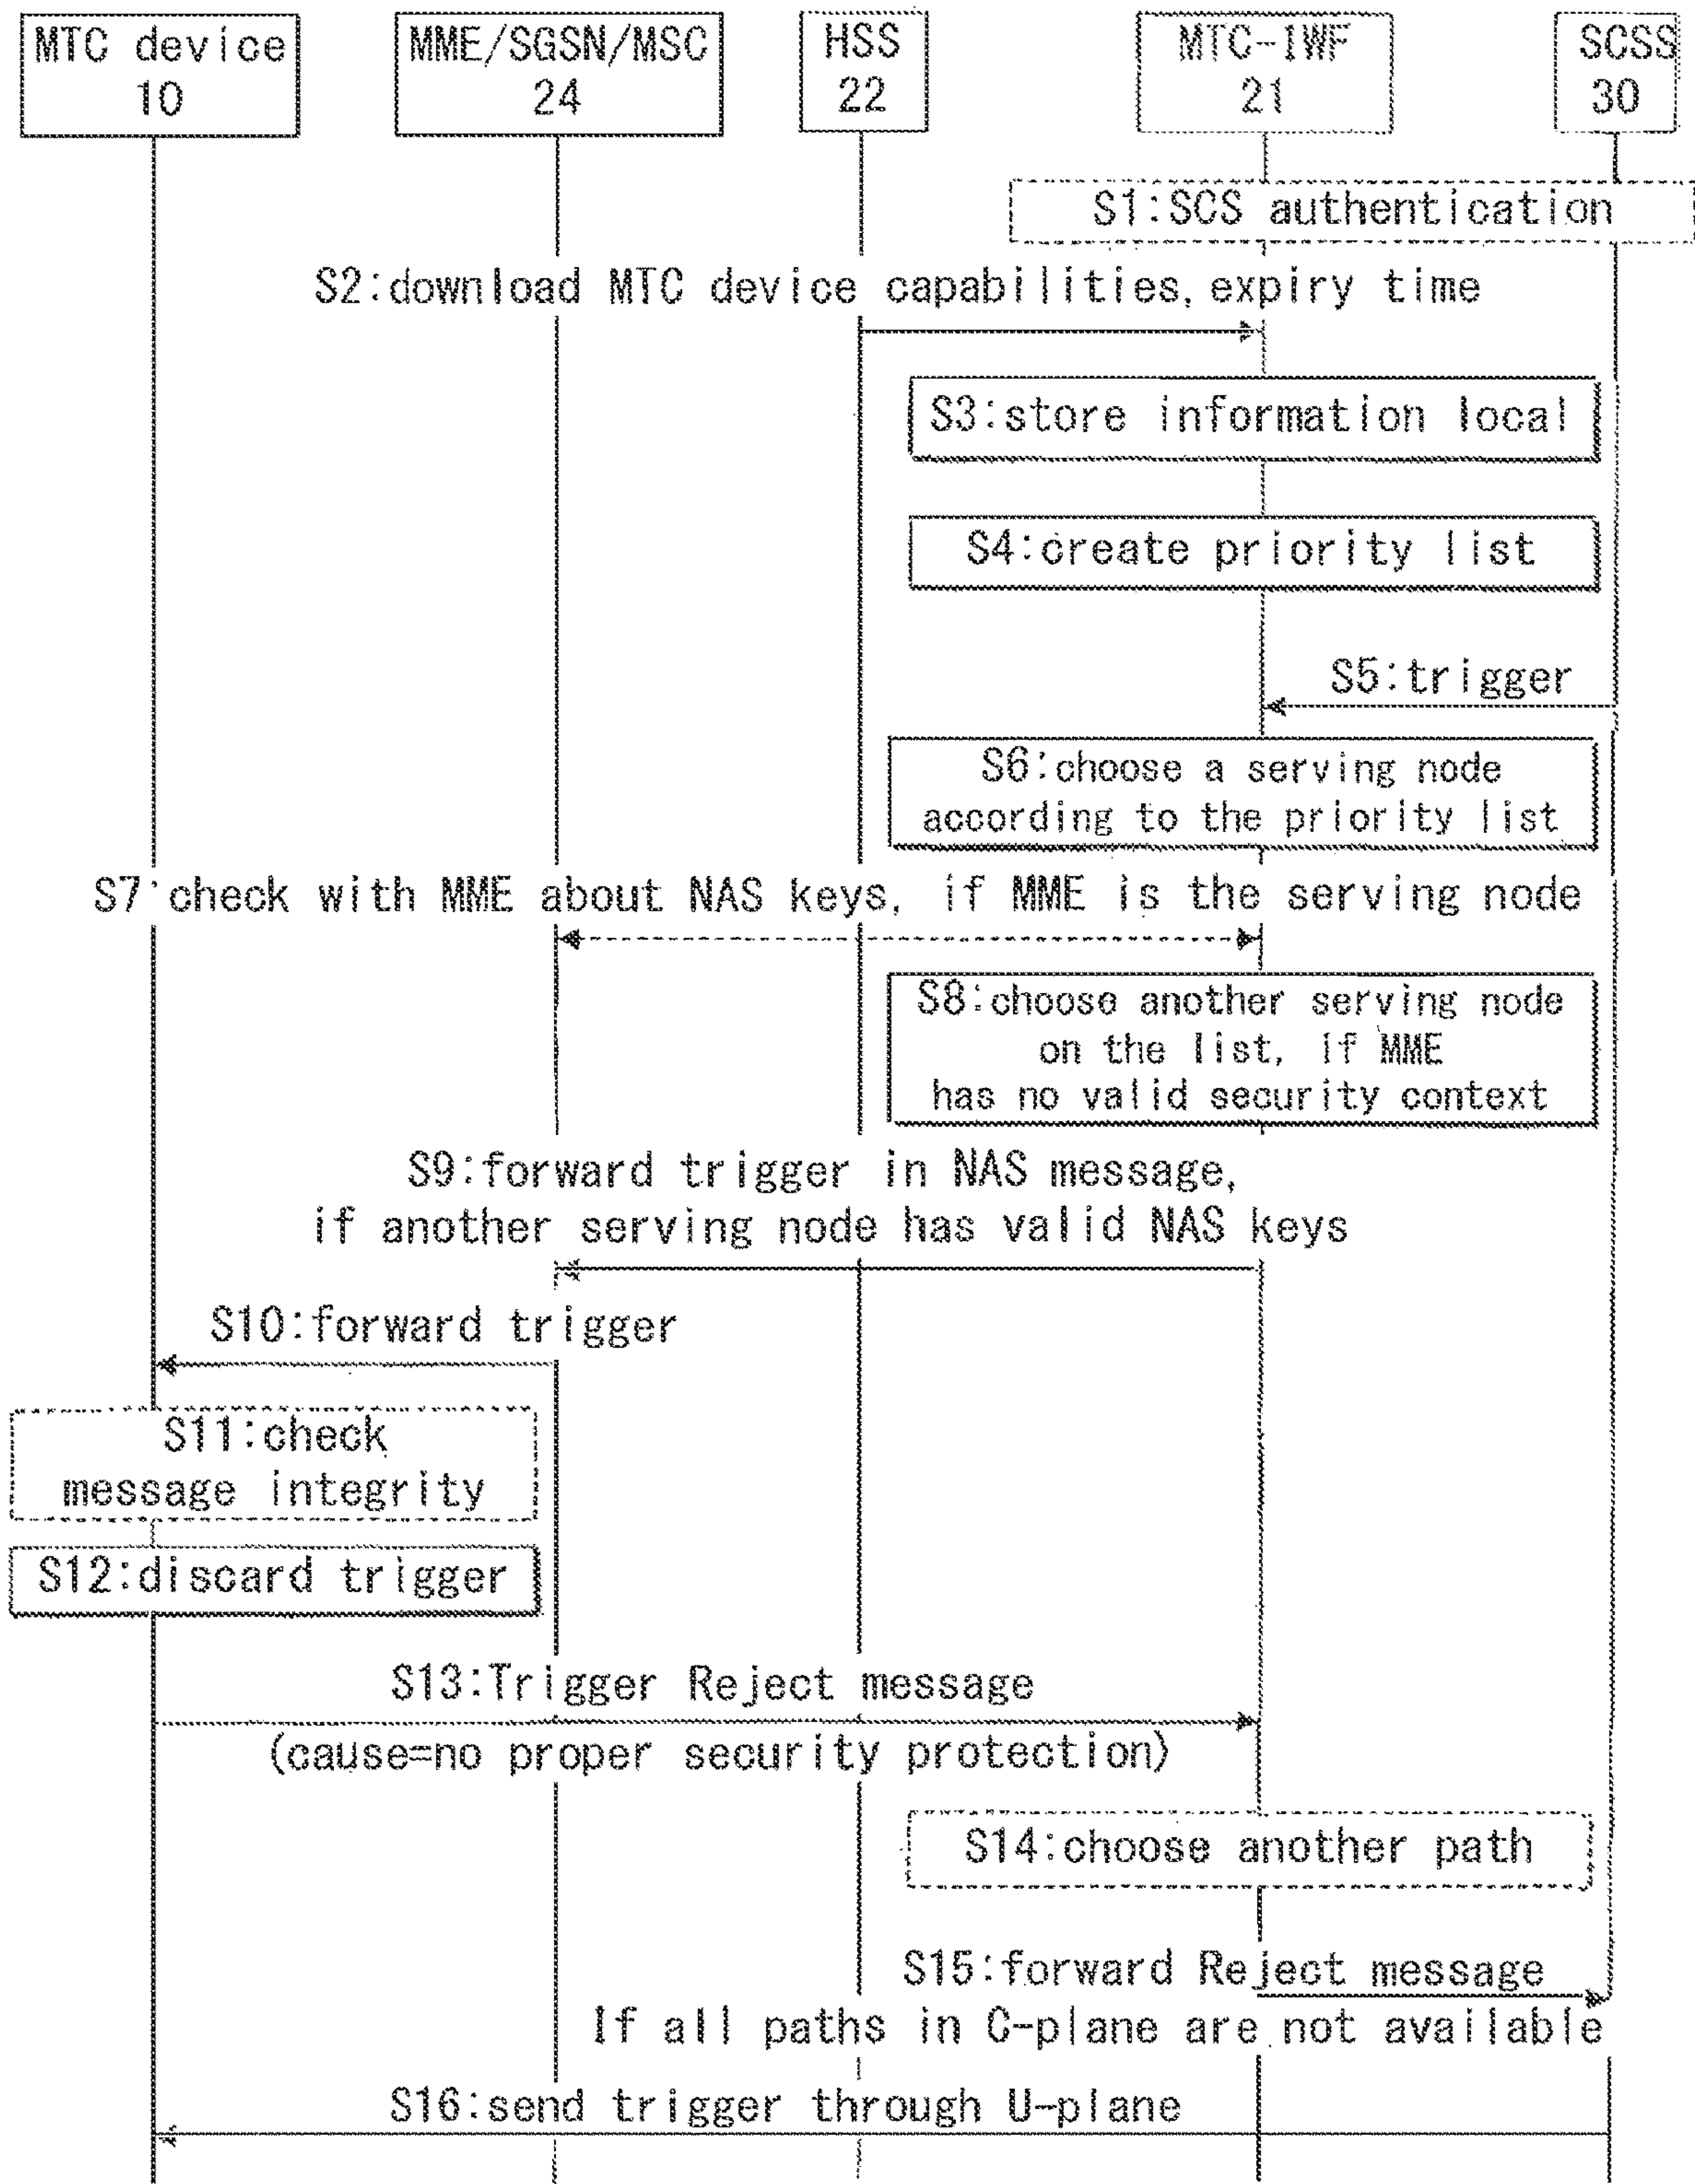 MTC device
10
MME/SGSN/MSC
24
HSS
22
MTC-IWF
21
SCSS
30
S1:SCS authentication
S2:download MTC device capabilities, expiry time
S3:store information local
S4:create priority list
S5:trigger
S6:choose a serving node
according to the priority list
S7:check with MME about NAS keys, if MME is the serving node
S8:choose another serving node
on the list, if MME
has no valid security context
S9:forward trigger in NAS message,
if another serving node has valid NAS keys
S10:forward trigger
S11:check
message integrity
S12:discard trigger
S13:Trigger Reject message
(cause=no proper security protection)
S14:choose another path
S15:forward Reject message
If all paths in C-plane are not available
S16:send trigger through U-plane